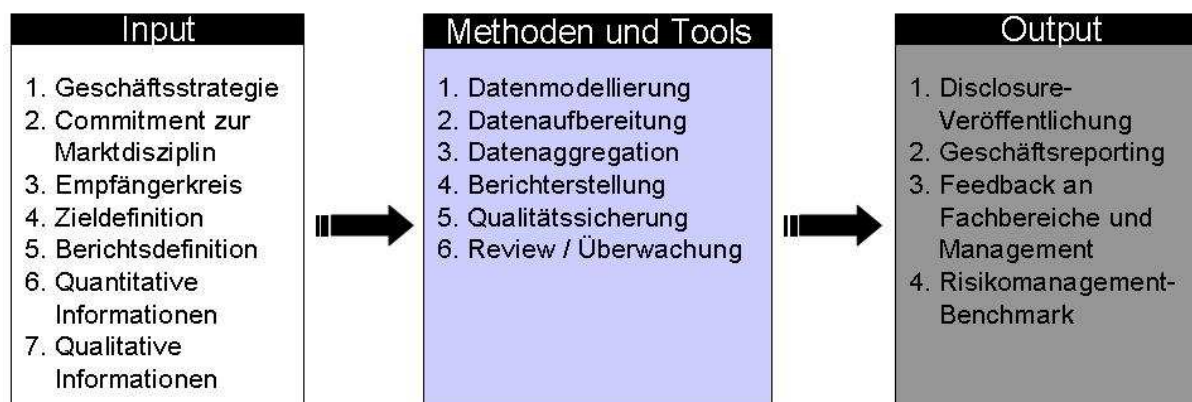 Input
1. Geschäftsstrategie
2. Commitment zur
Marktdisziplin
3. Empfängerkreis
4. Zieldefinition
5. Berichtsdefinition
6. Quantitative
Informationen
7. Qualitative
Informationen
Methoden und Tools
1. Datenmodellierung
2. Datenaufbereitung
3. Datenaggregation
4. Berichterstellung
5. Qualitätssicherung
6. Review / Überwachung
Output
1. Disclosure-
Veröffentlichung
2. Geschäftsreporting
3. Feedback an
Fachbereiche und
Management
4. Risikomanagement-
Benchmark